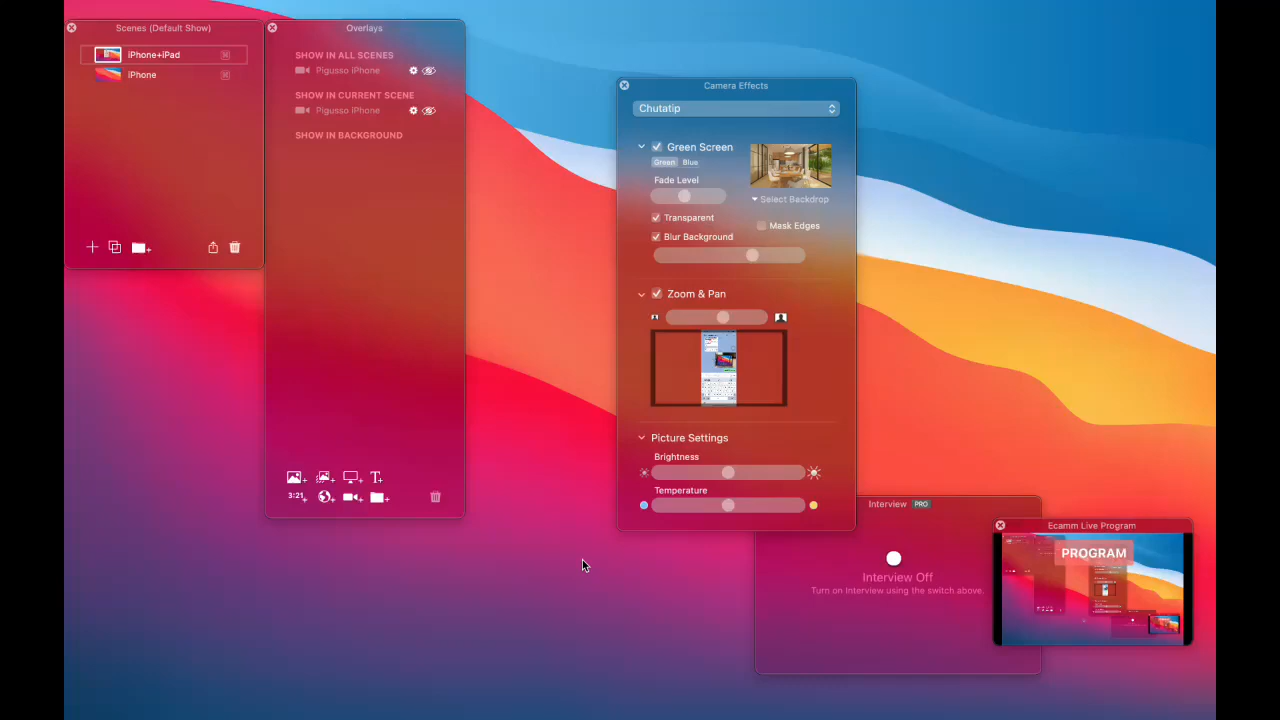 Scenes (Default Show)
iPhone+iPad
iPhone
Overlays
SHOW IN ALL SCENES
Pigusso iPhone
SHOW IN CURRENT SCENE
Pigusso iPhone
SHOW IN BACKGROUND
T+
3:21+
Camera Effects
Chutatip
Green Screen
Green Blue
Fade Level
Select Backdrop
Transparent
Mask Edges
Blur Background
Zoom & Pan
Picture Settings
Brightness
Temperature
Interview PRO
Interview Off
Turn on Interview using the switch above.
Ecamm Live Program
PROGRAM